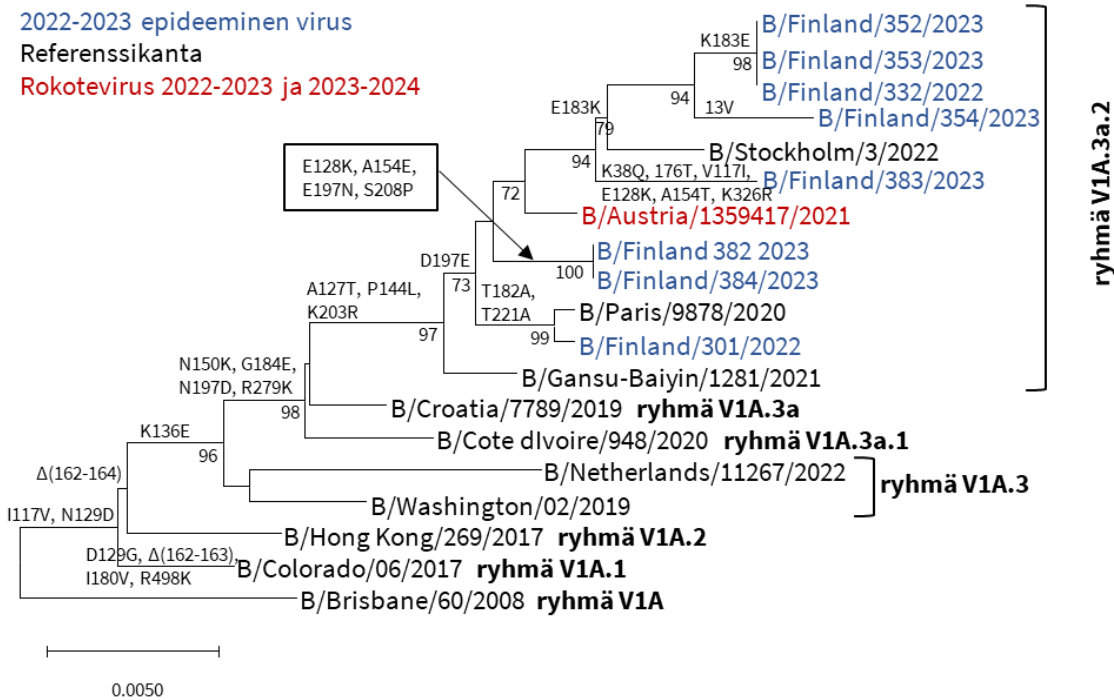 2022-2023 epideeminen virus
Referenssikanta
Rokotevirus 2022-2023 ja 2023-2024
B/Finland/352/2023
K183E
B/Finland/353/2023
98
B/Finland/332/2022
94
13V
B/Finland/354/2023
E183K
79
B/Stockholm/3/2022
94
K38Q, 176T, V117I,
B/Finland/383/2023
E128K, A154T, K326R
E128K, A154E,
E197N, S208P
72
B/Austria/1359417/2021
B/Finland 382 2023
D197E
100
B/Finland/384/2023
73
T182A,
T221A
A127T, P144L,
K203R
B/Paris/9878/2020
97
99
B/Finland/301/2022
B/Gansu-Baiyin/1281/2021
ryhmä V1A.3a.2
N150K, G184E,
N197D, R279K
98
B/Croatia/7789/2019 ryhmä V1A.3a
K136E
B/Cote dIvoire/948/2020 ryhmä V1A.3a.1
96
Δ(162-164)
B/Netherlands/11267/2022
ryhmä V1A.3
B/Washington/02/2019
I117V, N129D
B/Hong Kong/269/2017 ryhmä V1A.2
D129G, Δ(162-163),
I180V, R498K
B/Colorado/06/2017 ryhmä V1A.1
B/Brisbane/60/2008 ryhmä V1A
0.0050